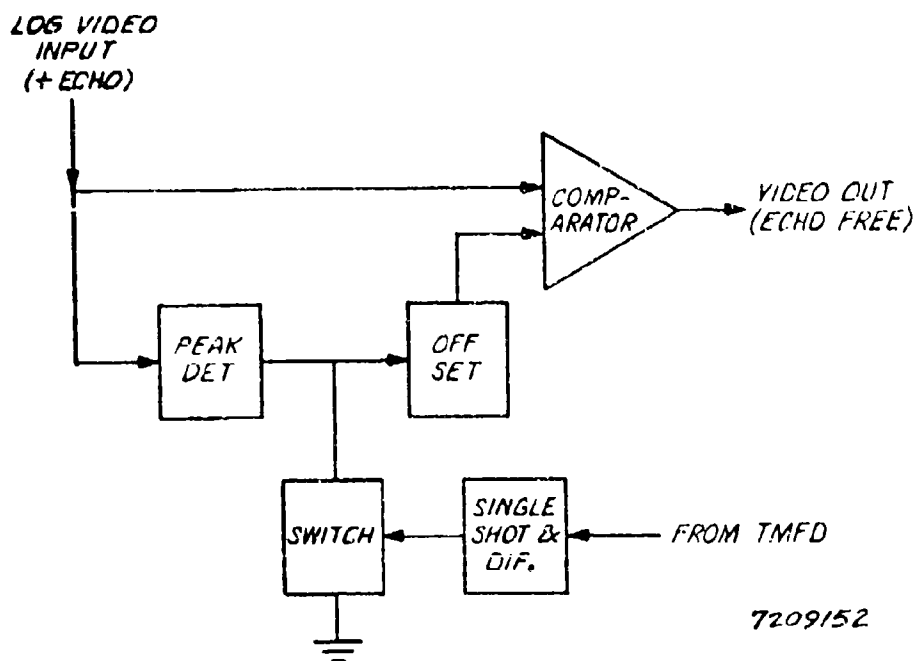 LOG VIDEO
INPUT
(+ ECHO)
COMP-
ARATOR
VIDEO OUT
(ECHO FREE)
PEAK
DET
OFF
SET
SWITCH
SINGLE
SHOT &
DIF.
FROM TMFD
7209152